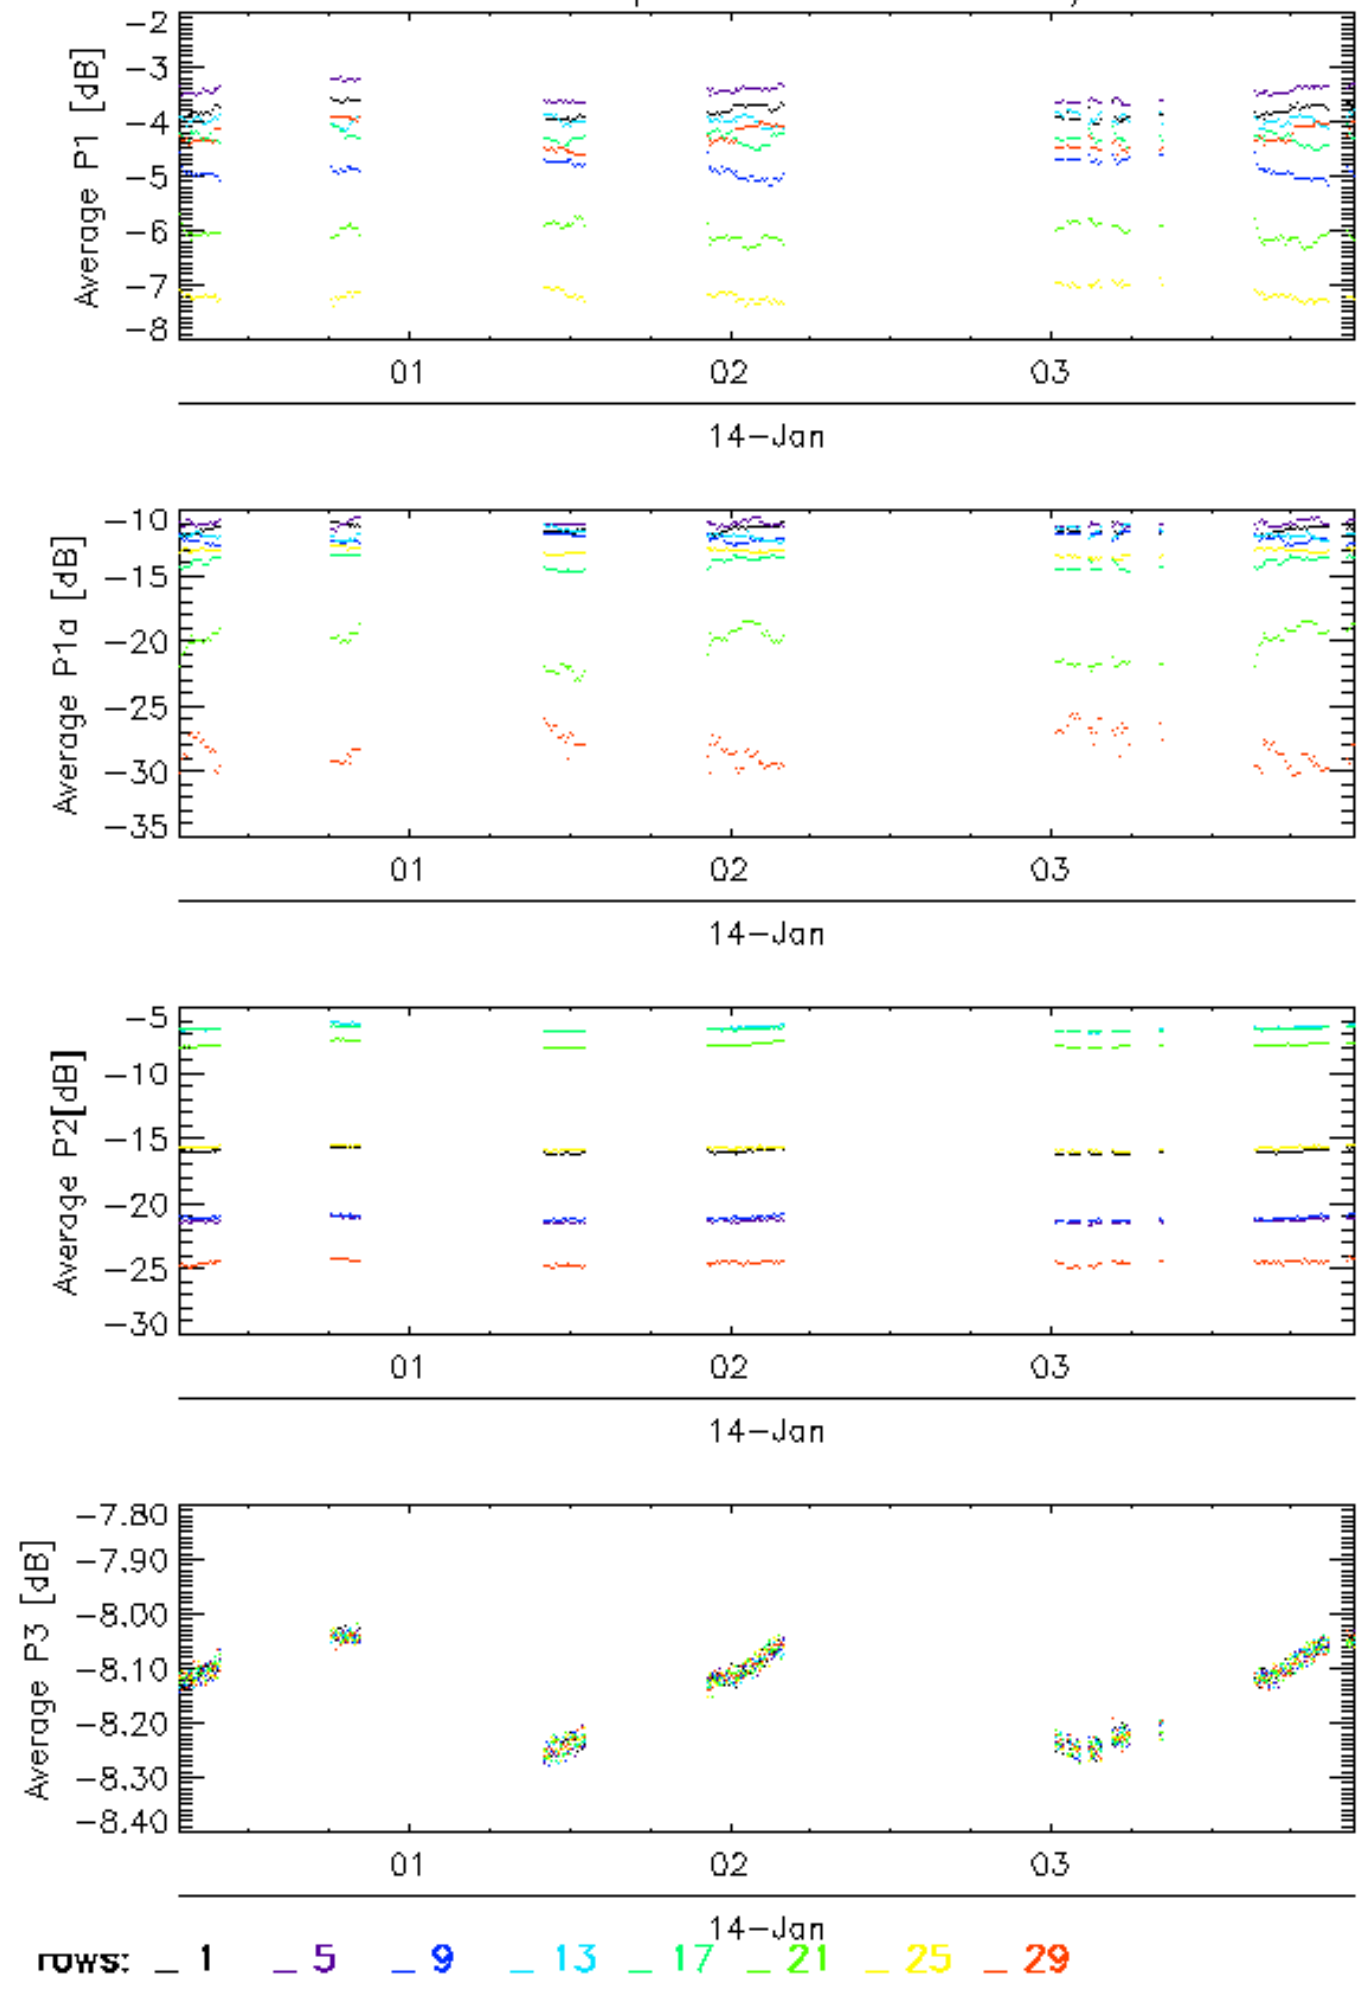 −2
−3
−4
−5
−6
−7
−8
Average P1 [dB]
01 02 03
14−Jan
−10
−15
−20
−25
−30
−35
Average P1a [dB]
01 02 03
14−Jan
−5
−10
−15
−20
−25
−30
Average P2[dB]
01 02 03
14−Jan
−7.80
−7.90
−8.00
−8.10
−8.20
−8.30
−8.40
Average P3 [dB]
01 02 03
14−Jan
rows: _ 1 _ 5 _ 9 _ 13 _ 17 _ 21 _ 25 _ 29